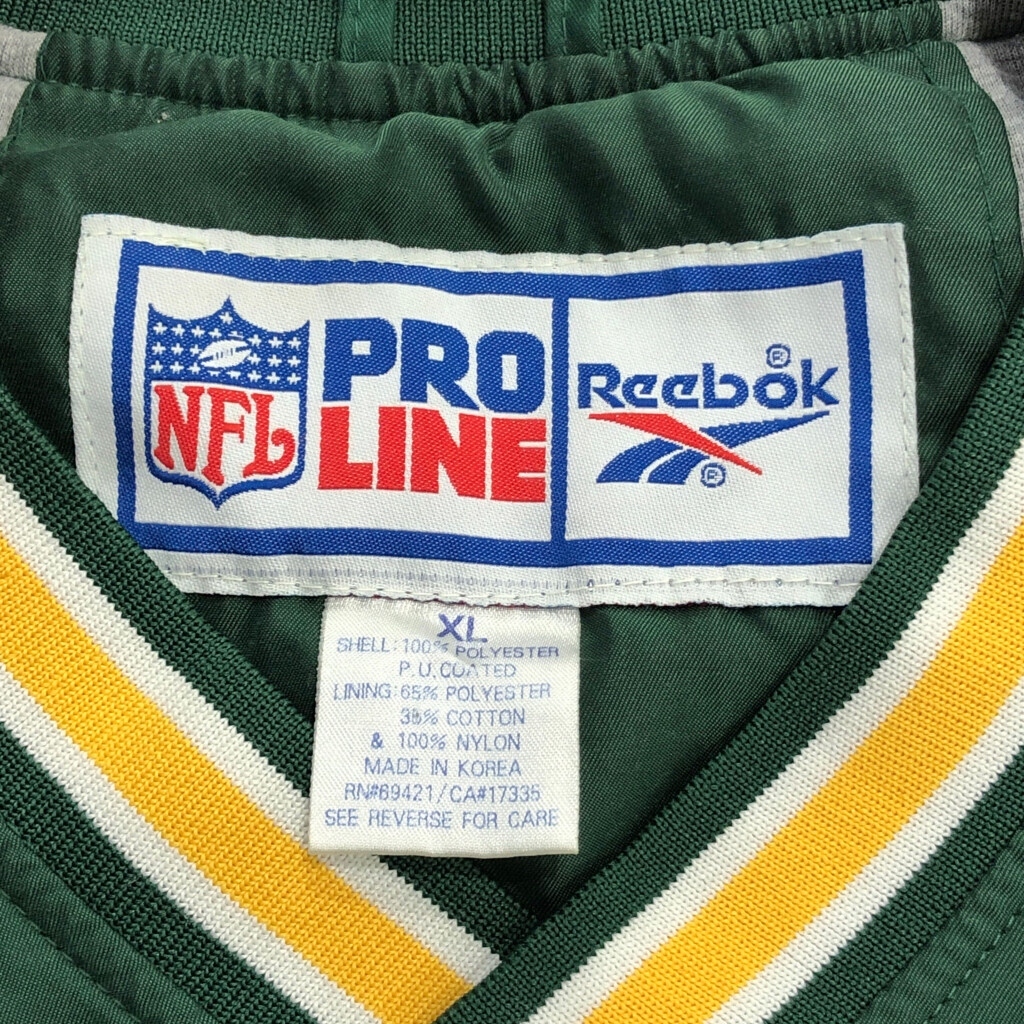 NFL
PRO
LINE
Reebok®
®
XL
SHELL: 100% POLYESTER
P.U. COATED
LINING: 65% POLYESTER
35% COTTON
& 100% NYLON
MADE IN KOREA
RN#69421/CA#17335
SEE REVERSE FOR CARE